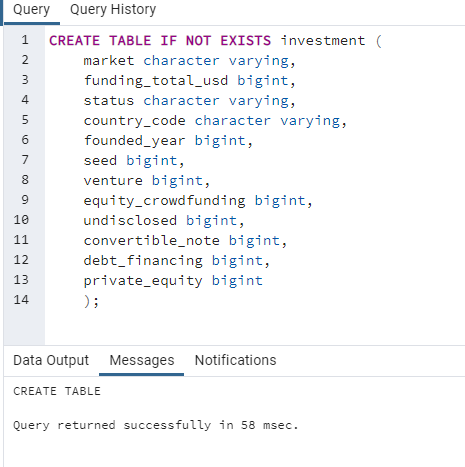 Query Query History
1 CREATE TABLE IF NOT EXISTS investment (
2 market character varying,
3 funding_total_usd bigint,
4 status character varying,
5 country_code character varying,
6 founded_year bigint,
7 seed bigint,
8 venture bigint,
9 equity_crowdfunding bigint,
10 undisclosed bigint,
11 convertible_note bigint,
12 debt_financing bigint,
13 private_equity bigint
14 );
Data Output Messages Notifications
CREATE TABLE
Query returned successfully in 58 msec.